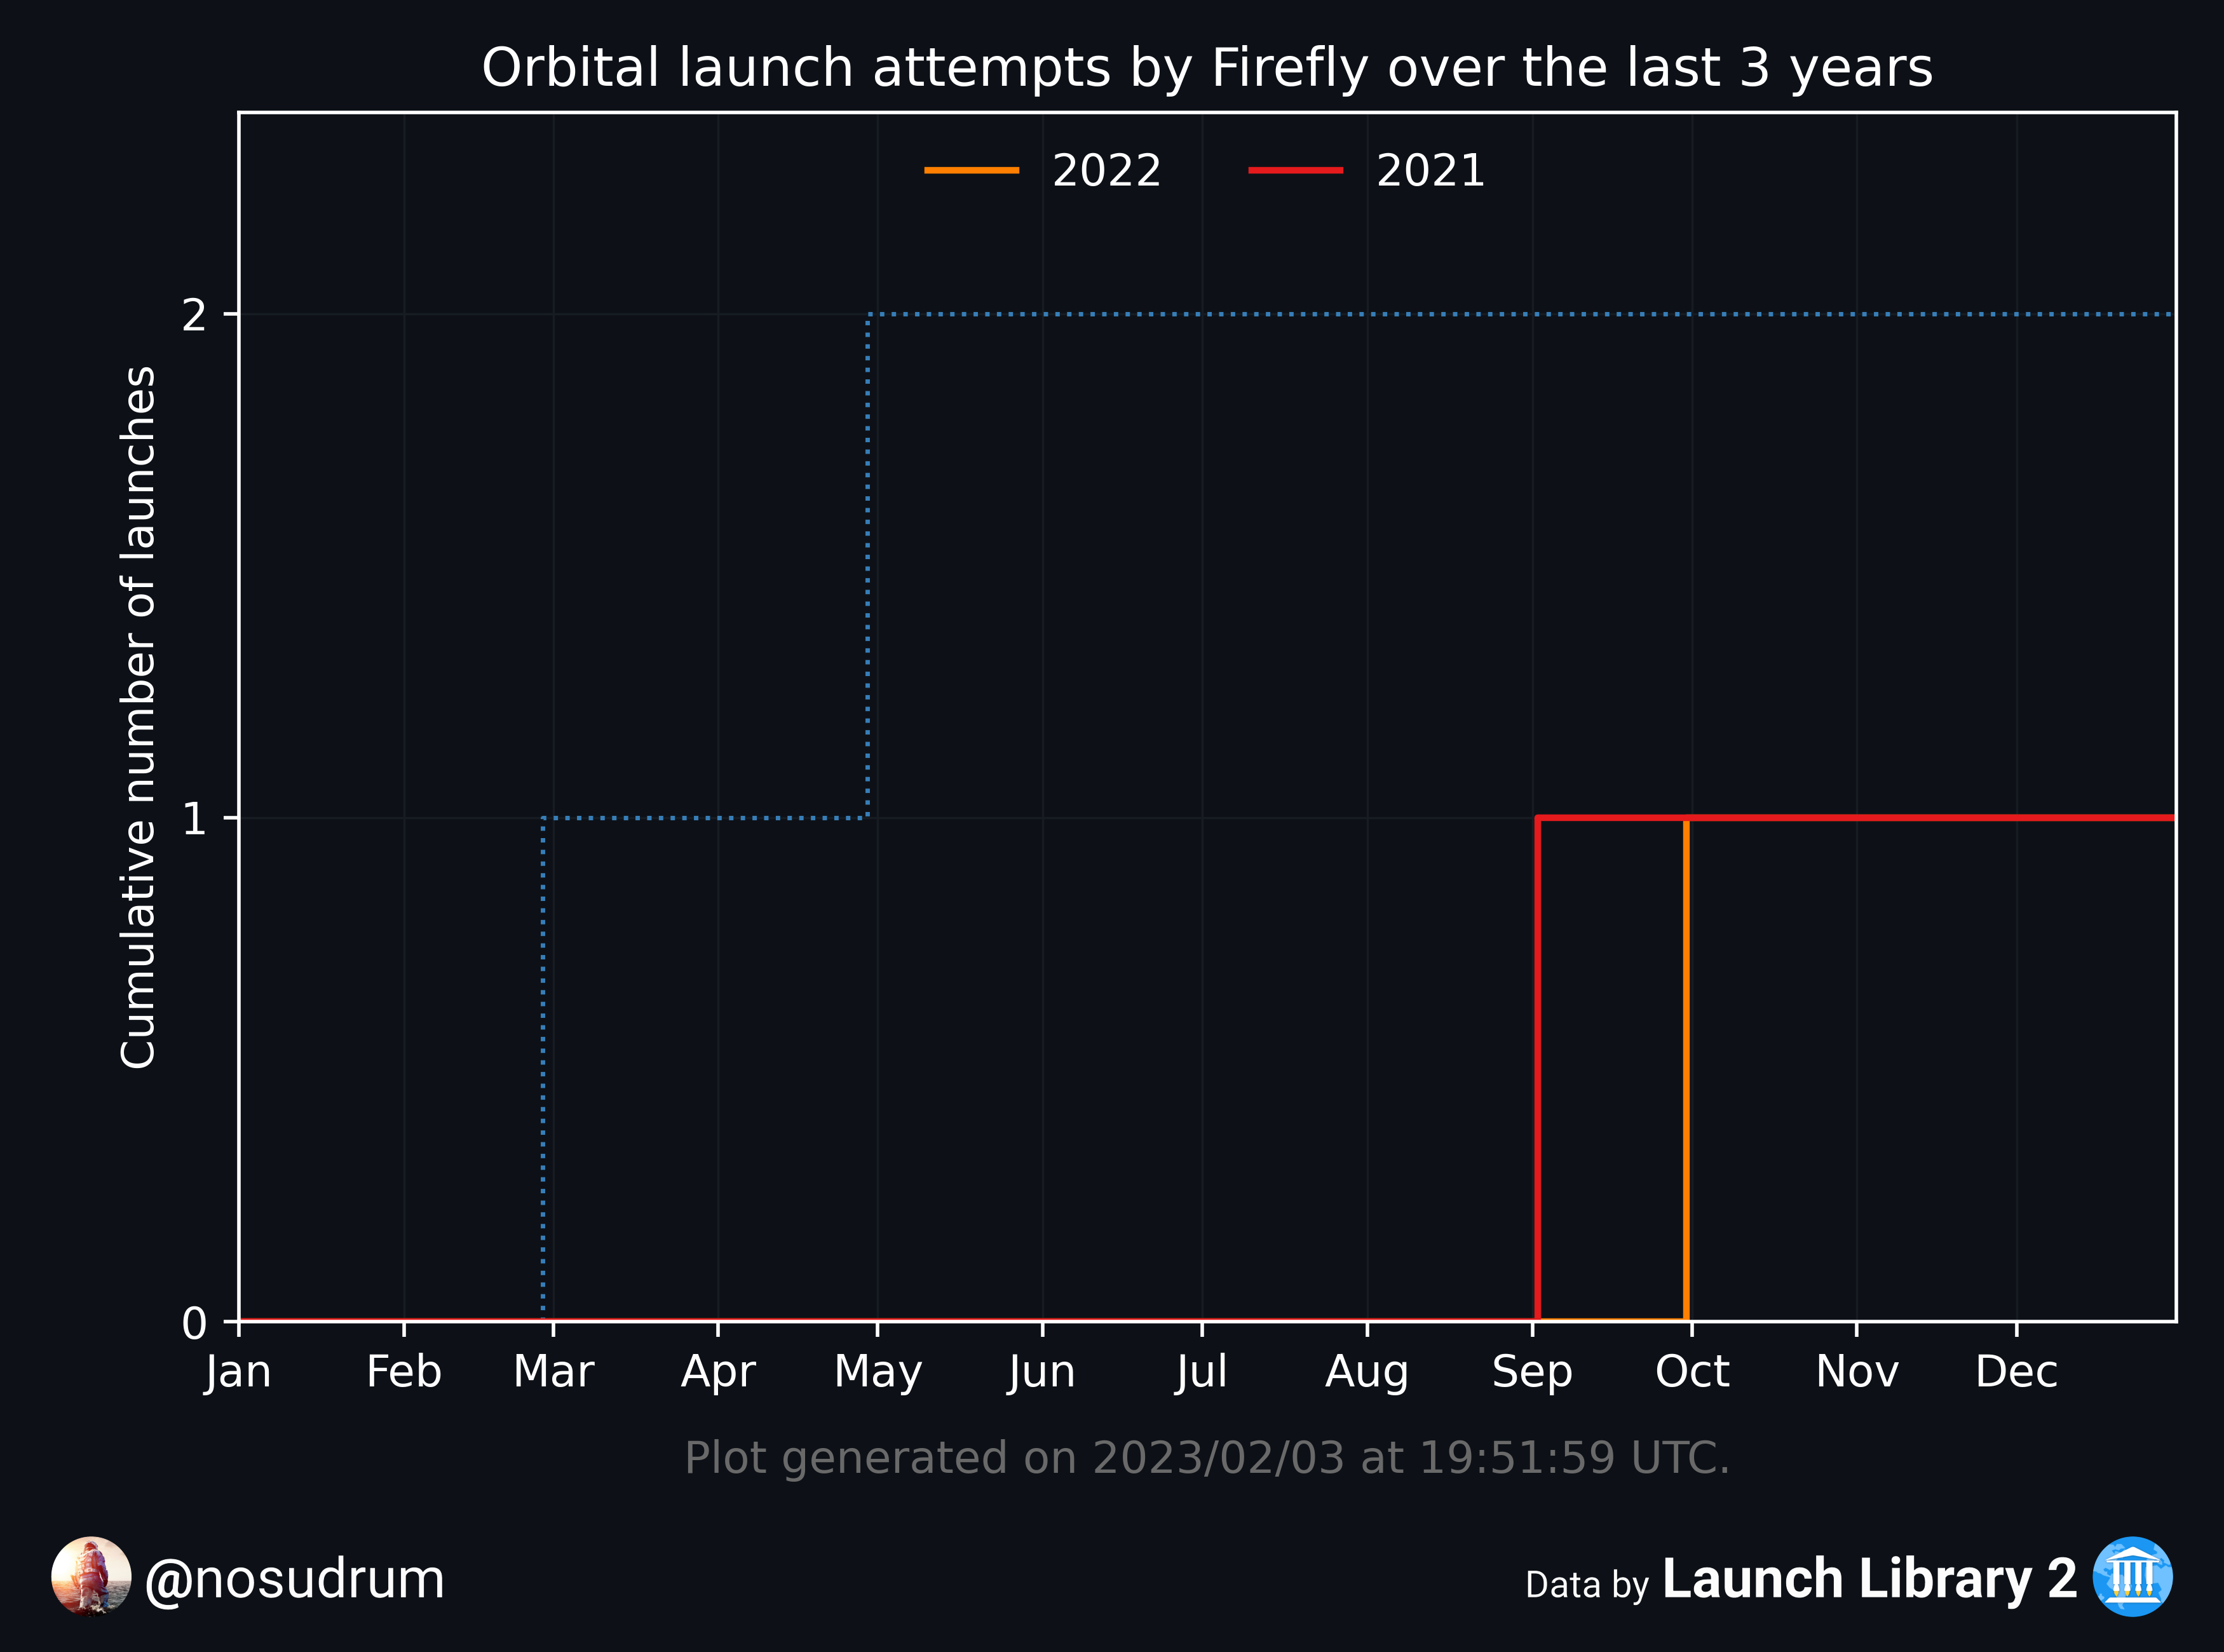 Orbital launch attempts by Firefly over the last 3 years
2022 2021
Cumulative number of launches
2
1
0
Jan Feb Mar Apr May Jun Jul Aug Sep Oct Nov Dec
Plot generated on 2023/02/03 at 19:51:59 UTC.
@nosudrum
Data by Launch Library 2